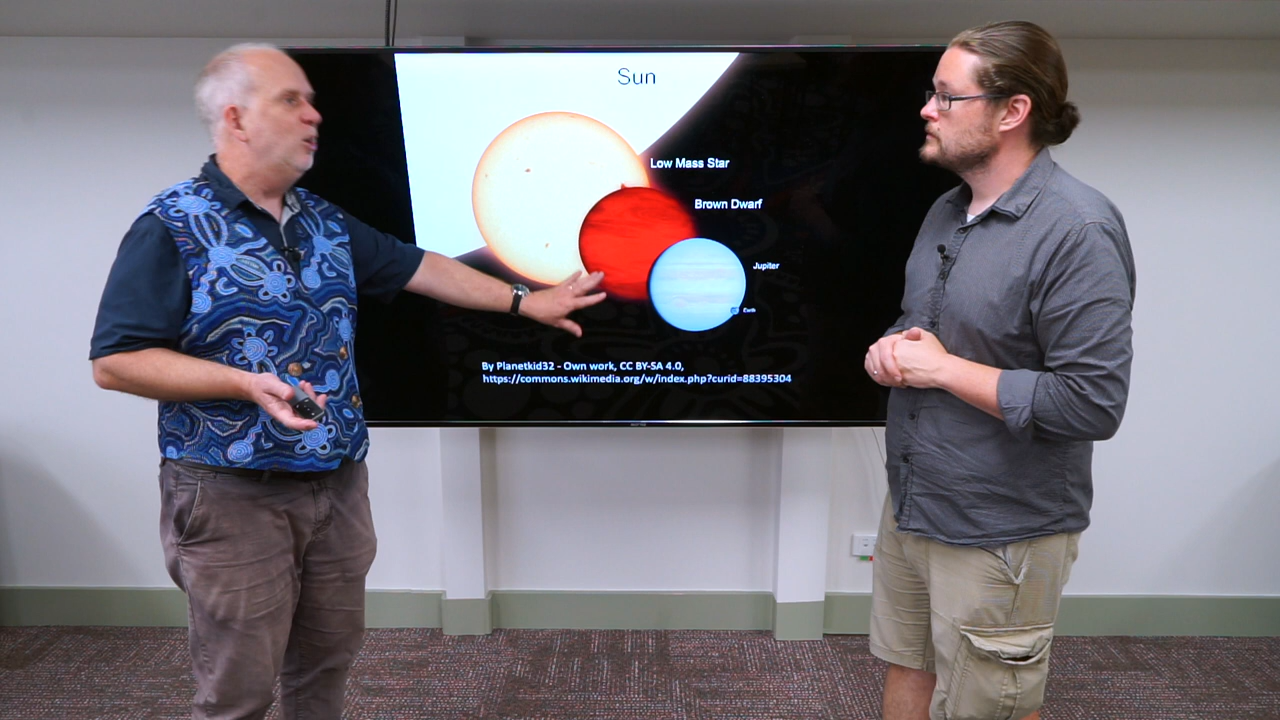 Sun
Low Mass Star
Brown Dwarf
Jupiter
Earth
By Planetkid32 - Own work, CC BY-SA 4.0,
https://commons.wikimedia.org/w/index.php?curid=88395304